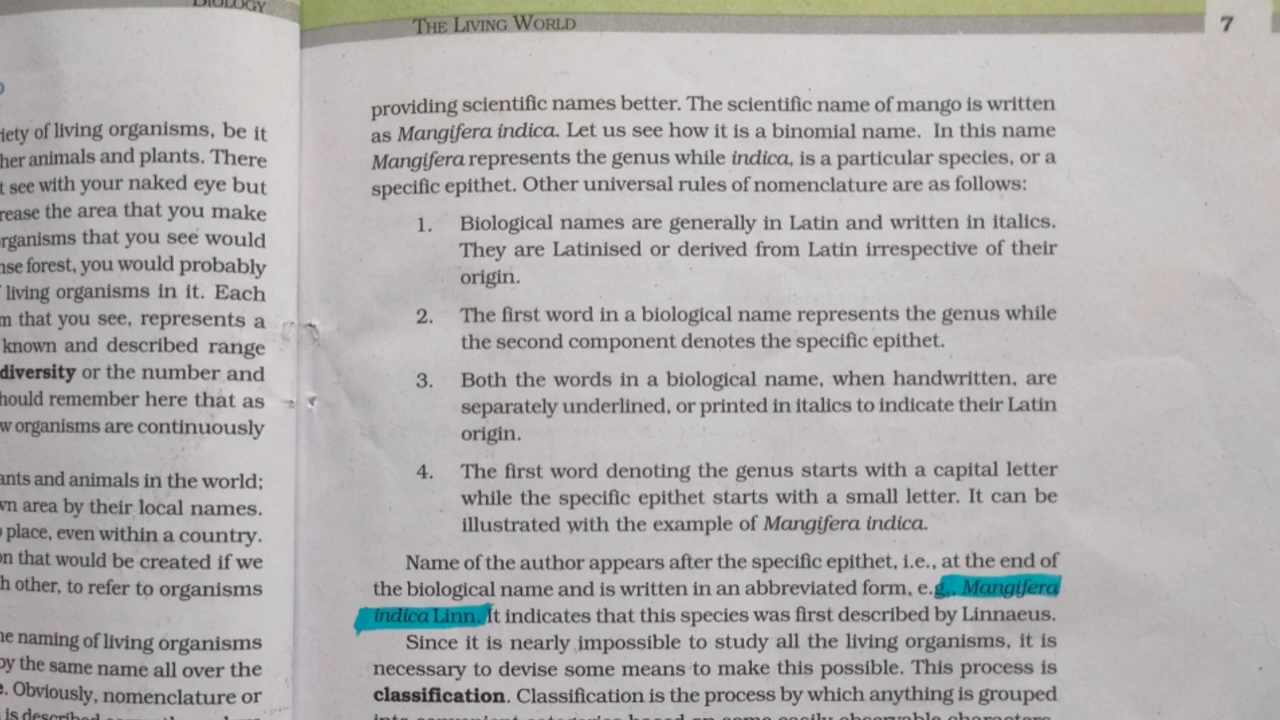 BIOLOGY
iety of living organisms, be it
her animals and plants. There
t see with your naked eye but
rease the area that you make
rganisms that you see would
nse forest, you would probably
living organisms in it. Each
m that you see, represents a
known and described range
diversity or the number and
hould remember here that as
w organisms are continuously
ants and animals in the world;
wn area by their local names.
place, even within a country.
on that would be created if we
h other, to refer to organisms
he naming of living organisms
by the same name all over the
e. Obviously, nomenclature or
is described
THE LIVING WORLD
7
providing scientific names better. The scientific name of mango is written
as Mangifera indica. Let us see how it is a binomial name. In this name
Mangifera represents the genus while indica, is a particular species, or a
specific epithet. Other universal rules of nomenclature are as follows:
1. Biological names are generally in Latin and written in italics.
They are Latinised or derived from Latin irrespective of their
origin.
2. The first word in a biological name represents the genus while
the second component denotes the specific epithet.
3. Both the words in a biological name, when handwritten, are
separately underlined, or printed in italics to indicate their Latin
origin.
4. The first word denoting the genus starts with a capital letter
while the specific epithet starts with a small letter. It can be
illustrated with the example of Mangifera indica.
Name of the author appears after the specific epithet, i.e., at the end of
the biological name and is written in an abbreviated form, e.g., Mangifera
indica Linn. It indicates that this species was first described by Linnaeus.
Since it is nearly impossible to study all the living organisms, it is
necessary to devise some means to make this possible. This process is
classification. Classification is the process by which anything is grouped
into convenient categories based on some easily observable characters.